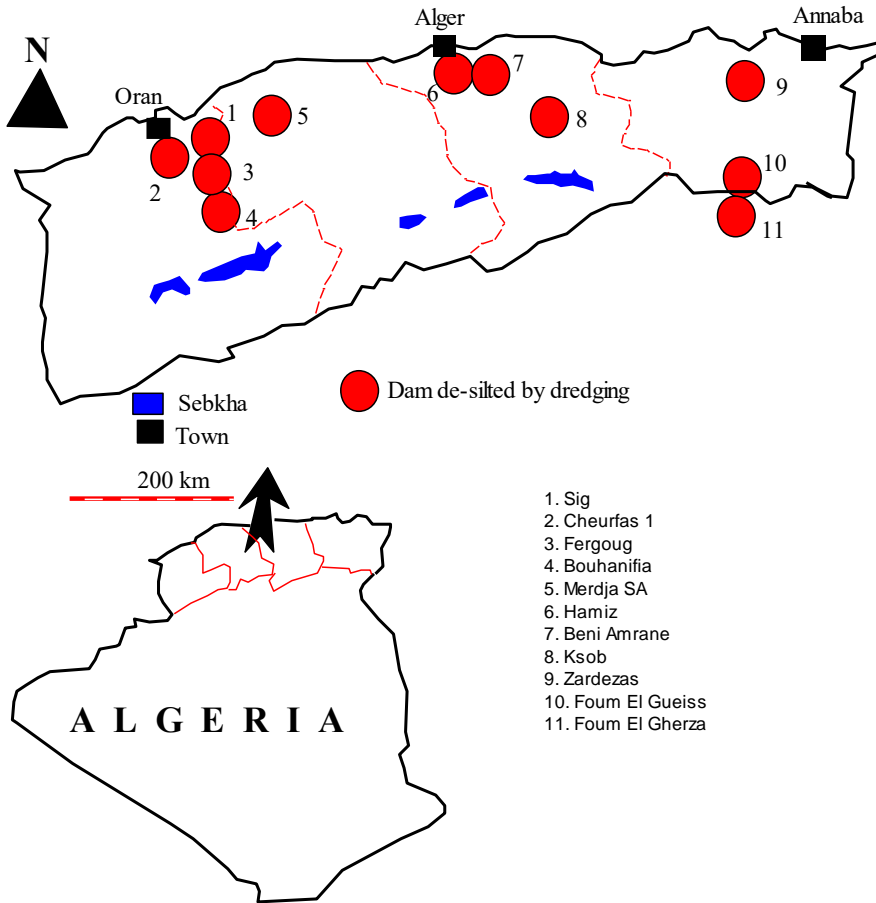 Alger
Annaba
N
6
7
9
Oran
1
5
8
2
3
10
4
11
Sebkha
Dam de-silted by dredging
Town
200 km
1. Sig
2. Cheurfas 1
3. Fergoug
4. Bouhanifia
5. Merdja SA
6. Hamiz
7. Beni Amrane
8. Ksob
9. Zardezas
10. Foum El Gueiss
11. Foum El Gherza
A L G E R I A